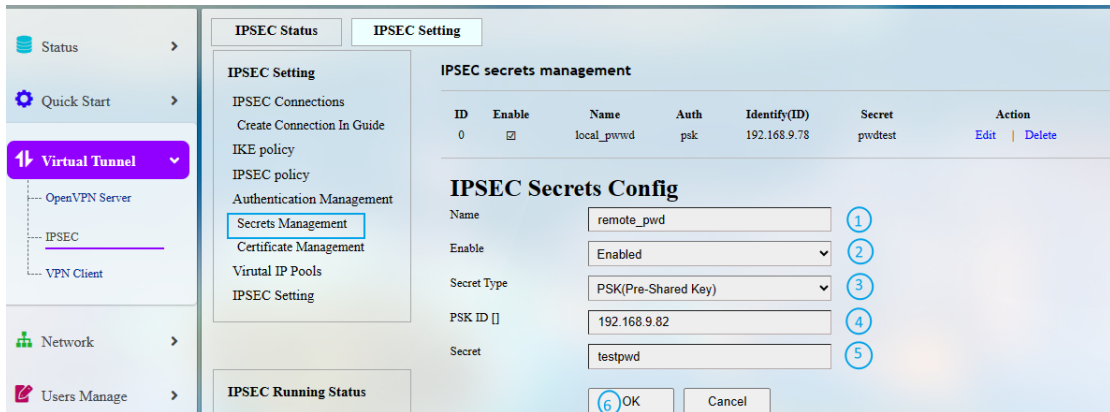 Status
Quick Start
Virtual Tunnel
OpenVPN Server
IPSEC
VPN Client
Network
Users Manage
IPSEC Status
IPSEC Setting
IPSEC Setting
IPSEC Connections
Create Connection In Guide
IKE policy
IPSEC policy
Authentication Management
Secrets Management
Certificate Management
Virutal IP Pools
IPSEC Setting
IPSEC Running Status
IPSEC secrets management
ID Enable Name Auth Identify(ID) Secret Action
0 local_pwwd psk 192.168.9.78 pwdtest Edit | Delete
IPSEC Secrets Config
Name remote_pwd 1
Enable Enabled 2
Secret Type PSK(Pre-Shared Key) 3
PSK ID [] 192.168.9.82 4
Secret testpwd 5
6 OK Cancel